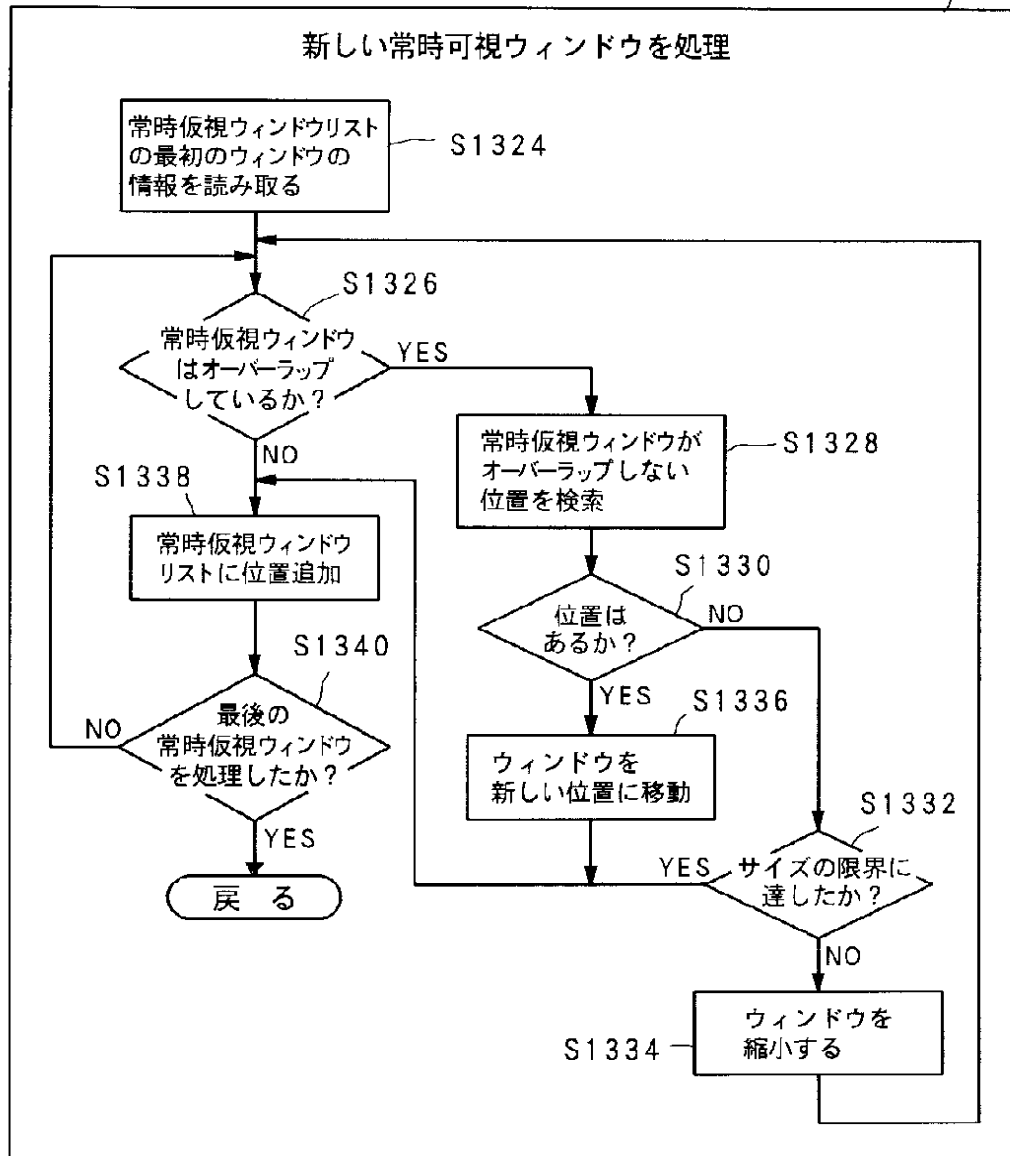 新しい常時可視ウィンドウを処理
常時仮視ウィンドウリスト
の最初のウィンドウの
情報を読み取る
S1324
S1326
常時仮視ウィンドウ
はオーバーラップ
しているか?
YES
NO
常時仮視ウィンドウが
オーバーラップしない
位置を検索
S1328
S1338
常時仮視ウィンドウ
リストに位置追加
S1330
位置は
あるか?
NO
YES
S1340
最後の
常時仮視ウィンドウ
を処理したか?
NO
YES
S1336
ウィンドウを
新しい位置に移動
S1332
サイズの限界に
達したか?
YES
NO
戻る
ウィンドウを
縮小する
S1334